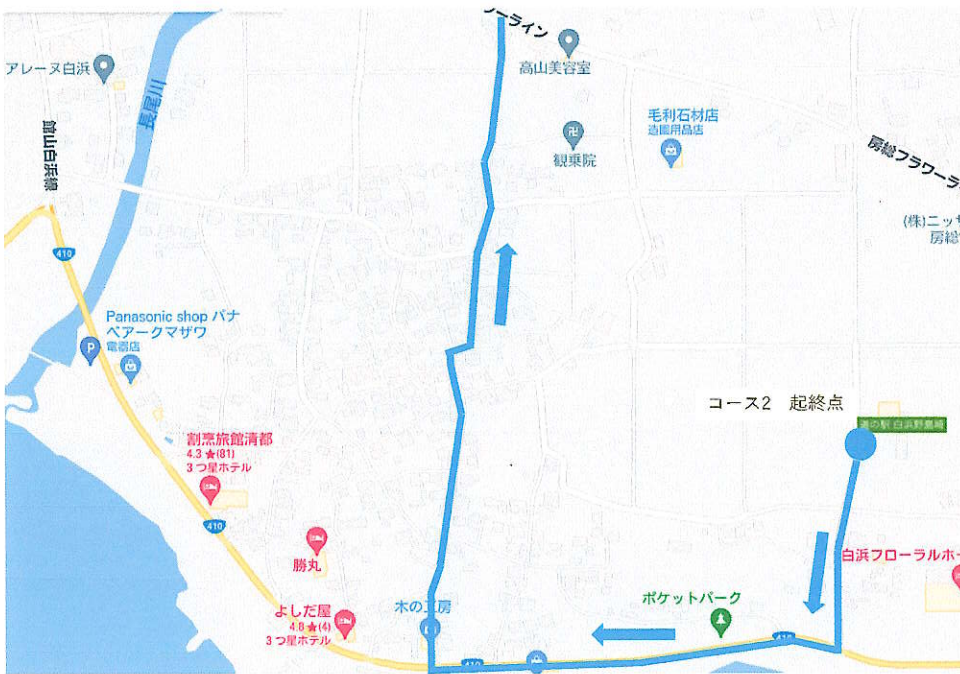 ワーライン
高山美容室
アレーヌ白浜
長尾川
館山白浜線
毛利石材店
造園用品店
観乗院
房総フラワーラ
(株)ニッサ
房総
410
Panasonic shop パナ
ベアークマザワ
電器店
P
コース2 起終点
道の駅 白浜野島崎
割烹旅館清都
4.3★(81)
3 つ星ホテル
410
勝丸
白浜フローラルホー
よしだ屋
4.8★(4)
3 つ星ホテル
木の工房
ポケットパーク
410
410